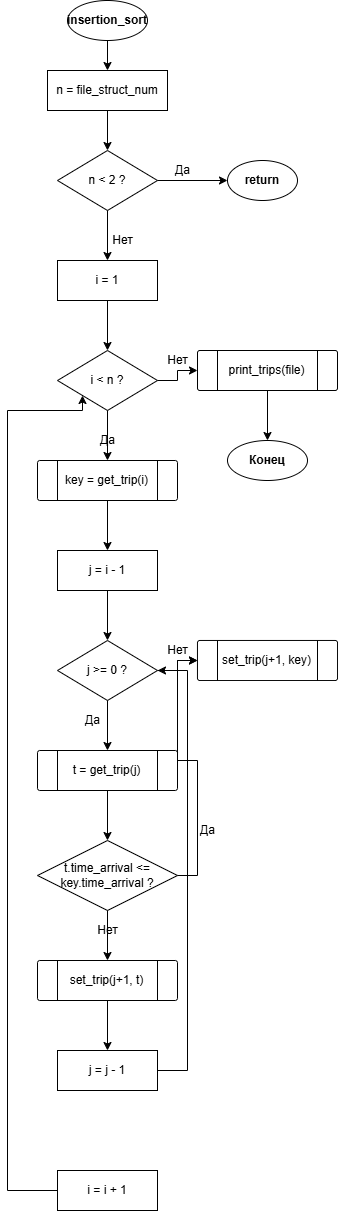 insertion_sort
n = file_struct_num
n < 2 ?
Да
return
Нет
i = 1
i < n ?
Нет
print_trips(file)
Да
Конец
key = get_trip(i)
j = i - 1
j >= 0 ?
Нет
set_trip(j+1, key)
Да
t = get_trip(j)
Да
t.time_arrival <=
key.time_arrival ?
Нет
set_trip(j+1, t)
j = j - 1
i = i + 1